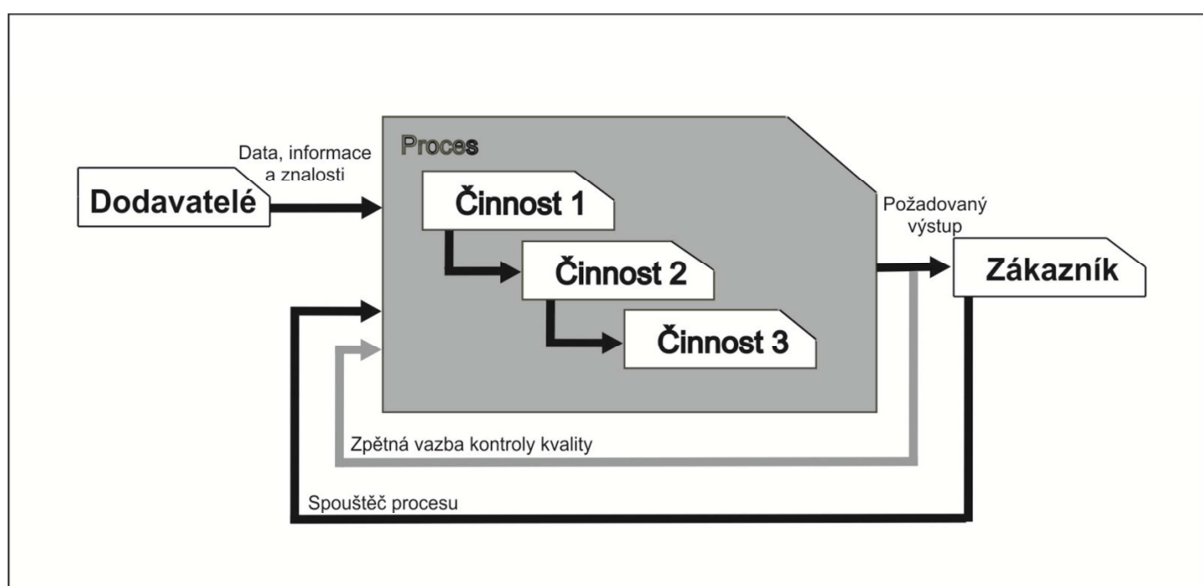 Proces
Data, informace
a znalosti
Dodavatelé
Činnost 1
Požadovaný
výstup
Činnost 2
Zákazník
Činnost 3
Zpětná vazba kontroly kvality
Spouštěč procesu